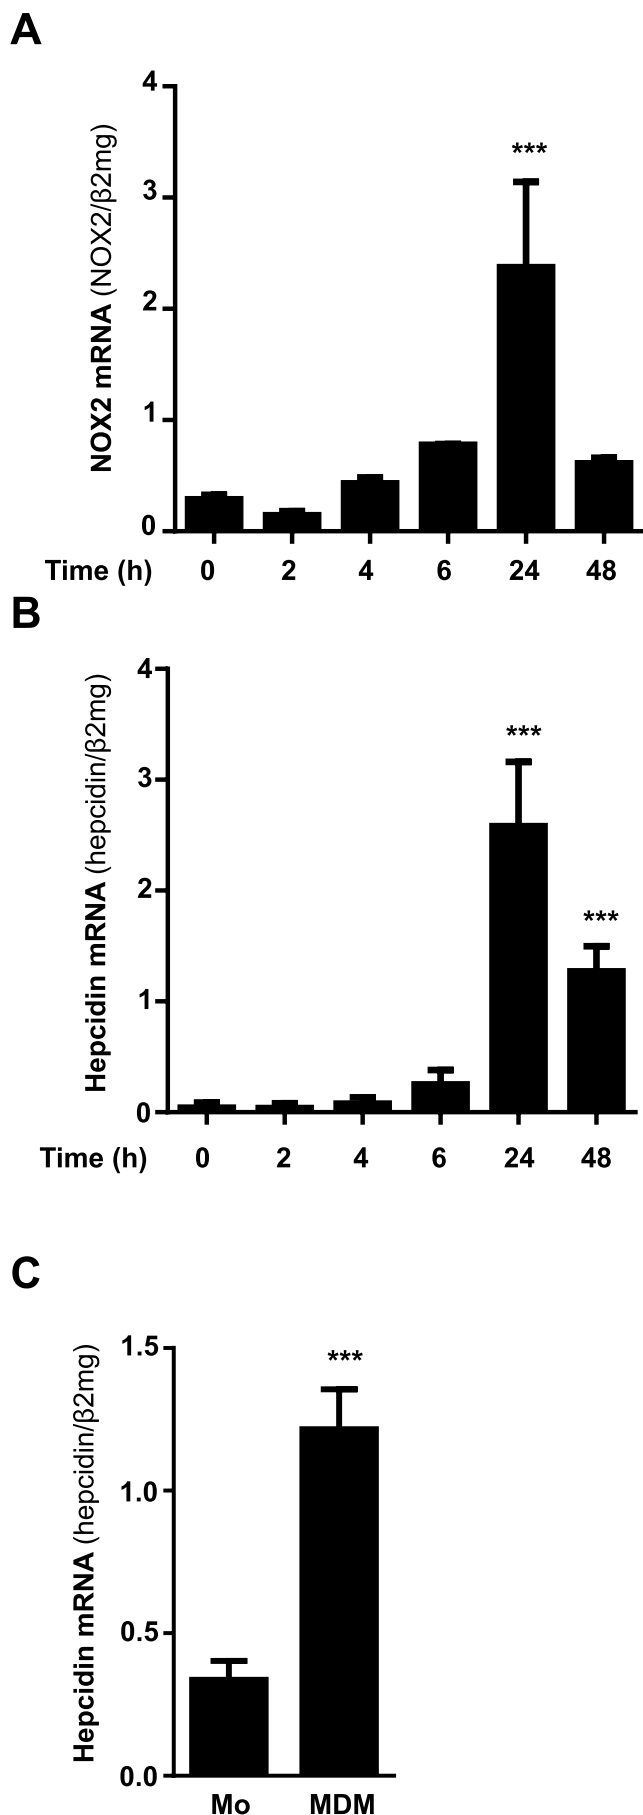 A
4
3
2
1
0
NOX2 mRNA (NOX2/β2mg)
***
Time (h) 0 2 4 6 24 48
B
4
3
2
1
0
Hepcidin mRNA (hepcidin/β2mg)
***
***
Time (h) 0 2 4 6 24 48
C
1.5
1.0
0.5
0.0
Hepcidin mRNA (hepcidin/β2mg)
***
Mo MDM